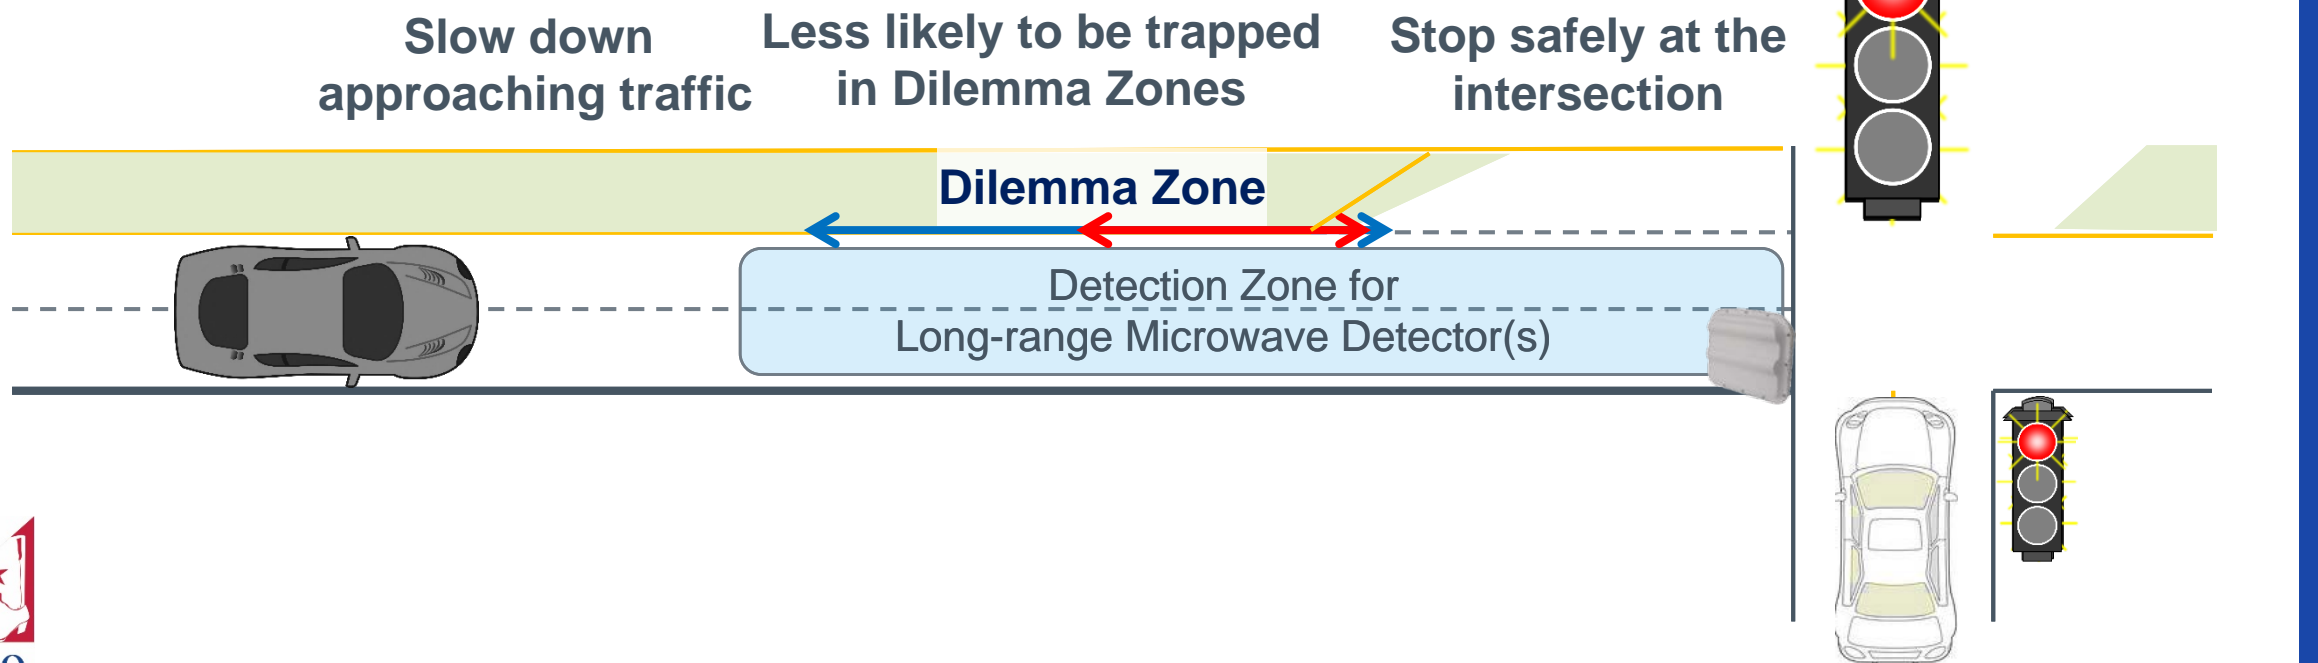 Slow down
approaching traffic
Less likely to be trapped
in Dilemma Zones
Stop safely at the
intersection
Dilemma Zone
Detection Zone for
Long-range Microwave Detector(s)